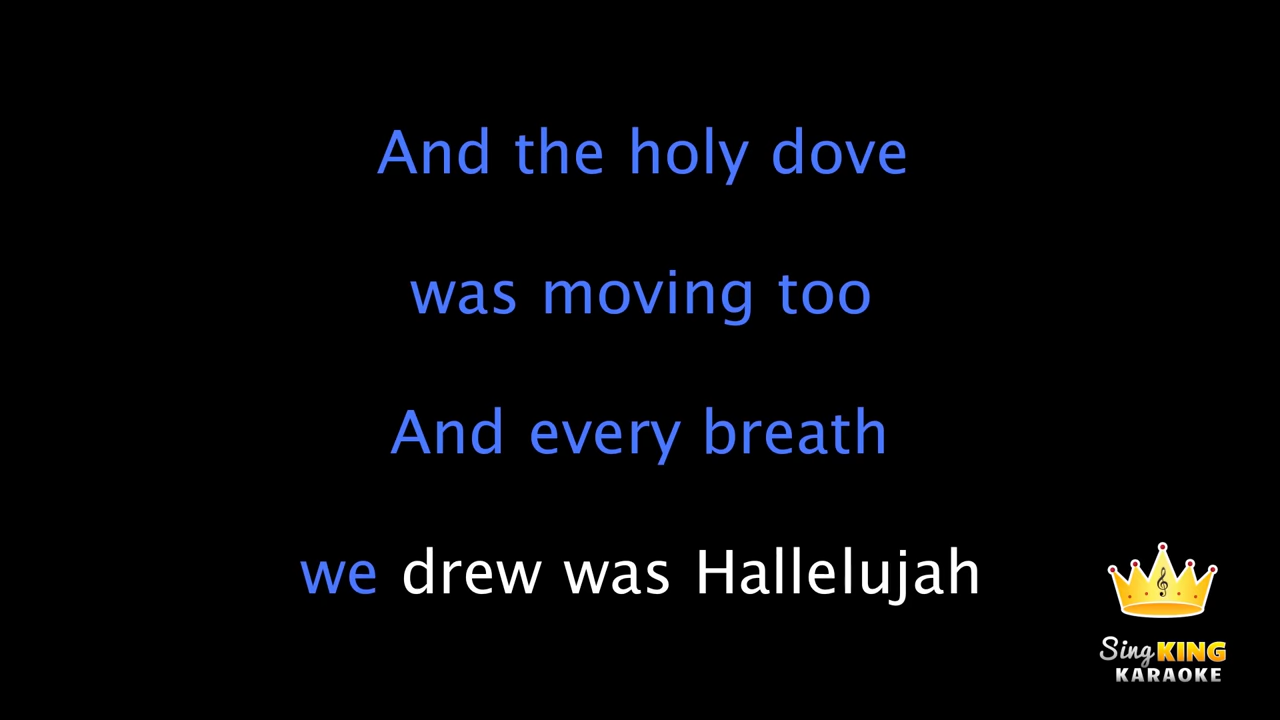 And the holy dove
was moving too
And every breath
we drew was Hallelujah
Sing KING
KARAOKE